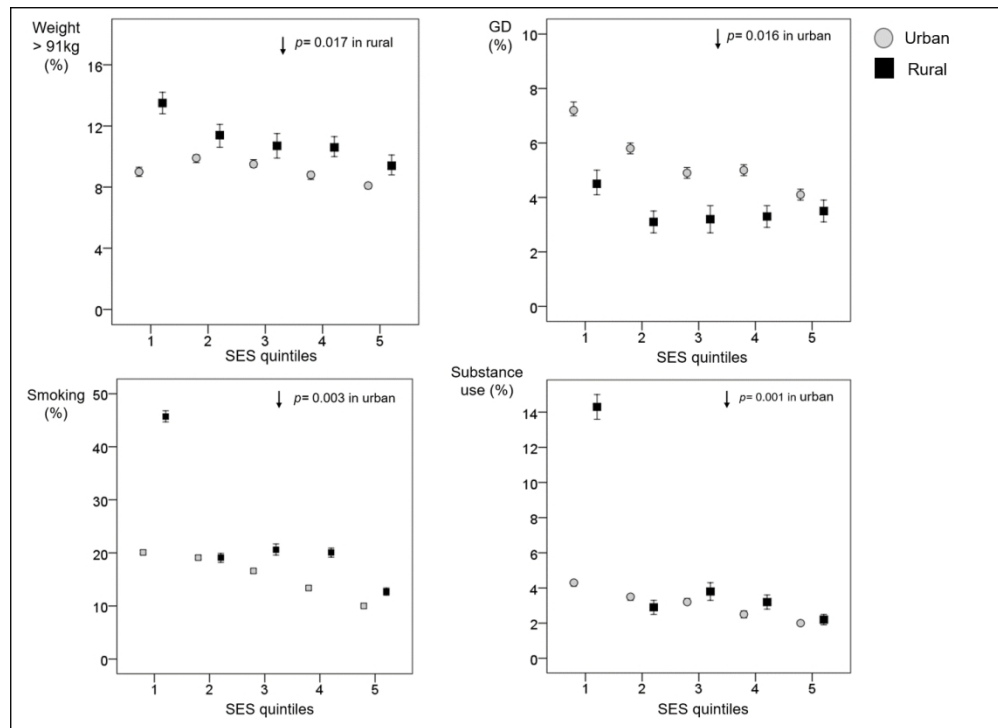 Weight
> 91kg
(%)
↓ p= 0.017 in rural
16
12
8
4
0
1 2 3 4 5
SES quintiles
GD
(%)
↓ p= 0.016 in urban
10
8
6
4
2
0
1 2 3 4 5
SES quintiles
Urban
Rural
Smoking
(%)
↓ p= 0.003 in urban
50
40
30
20
10
0
1 2 3 4 5
SES quintiles
Substance
use (%)
↓ p= 0.001 in urban
14
12
10
8
6
4
2
0
1 2 3 4 5
SES quintiles